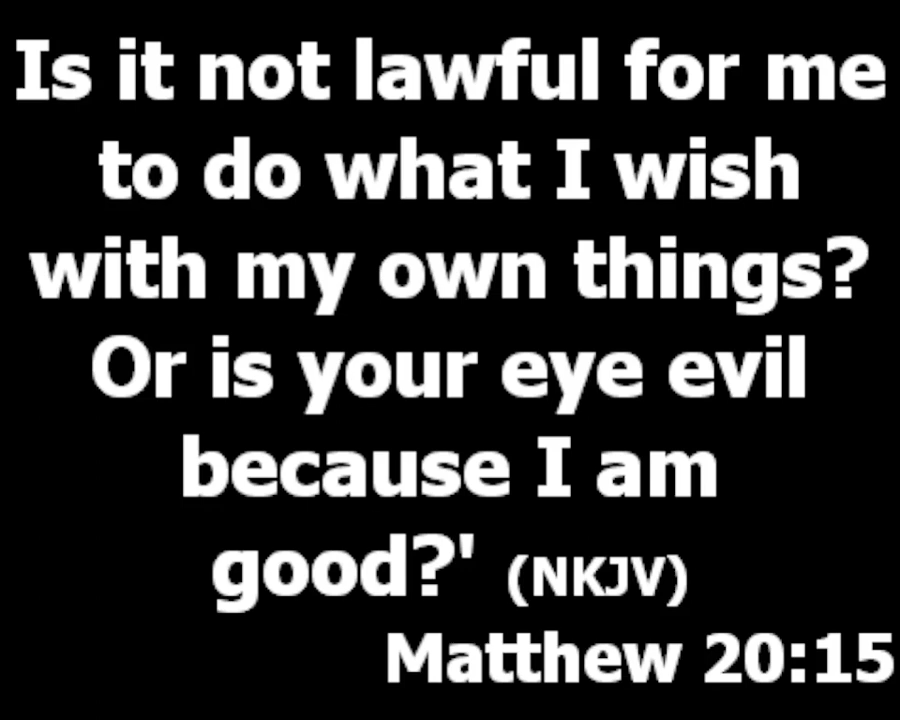 Is it not lawful for me
to do what I wish
with my own things?
Or is your eye evil
because I am
good?' (NKJV)
Matthew 20:15